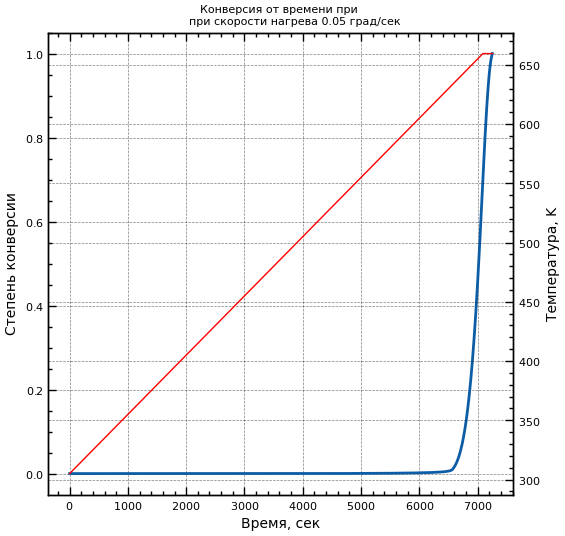 Конверсия от времени при
при скорости нагрева 0.05 град/сек
1.0
0.8
0.6
0.4
0.2
0.0
Степень конверсии
650
600
550
500
450
400
350
300
Температура, К
0 1000 2000 3000 4000 5000 6000 7000
Время, сек